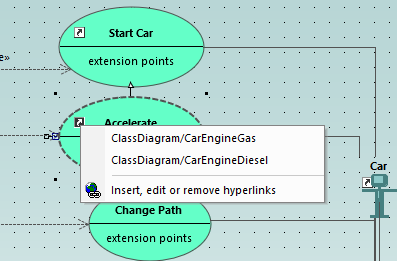 Start Car
extension points
e»
Accelerate
ClassDiagram/CarEngineGas
ClassDiagram/CarEngineDiesel
Insert, edit or remove hyperlinks
Car
Change Path
extension points